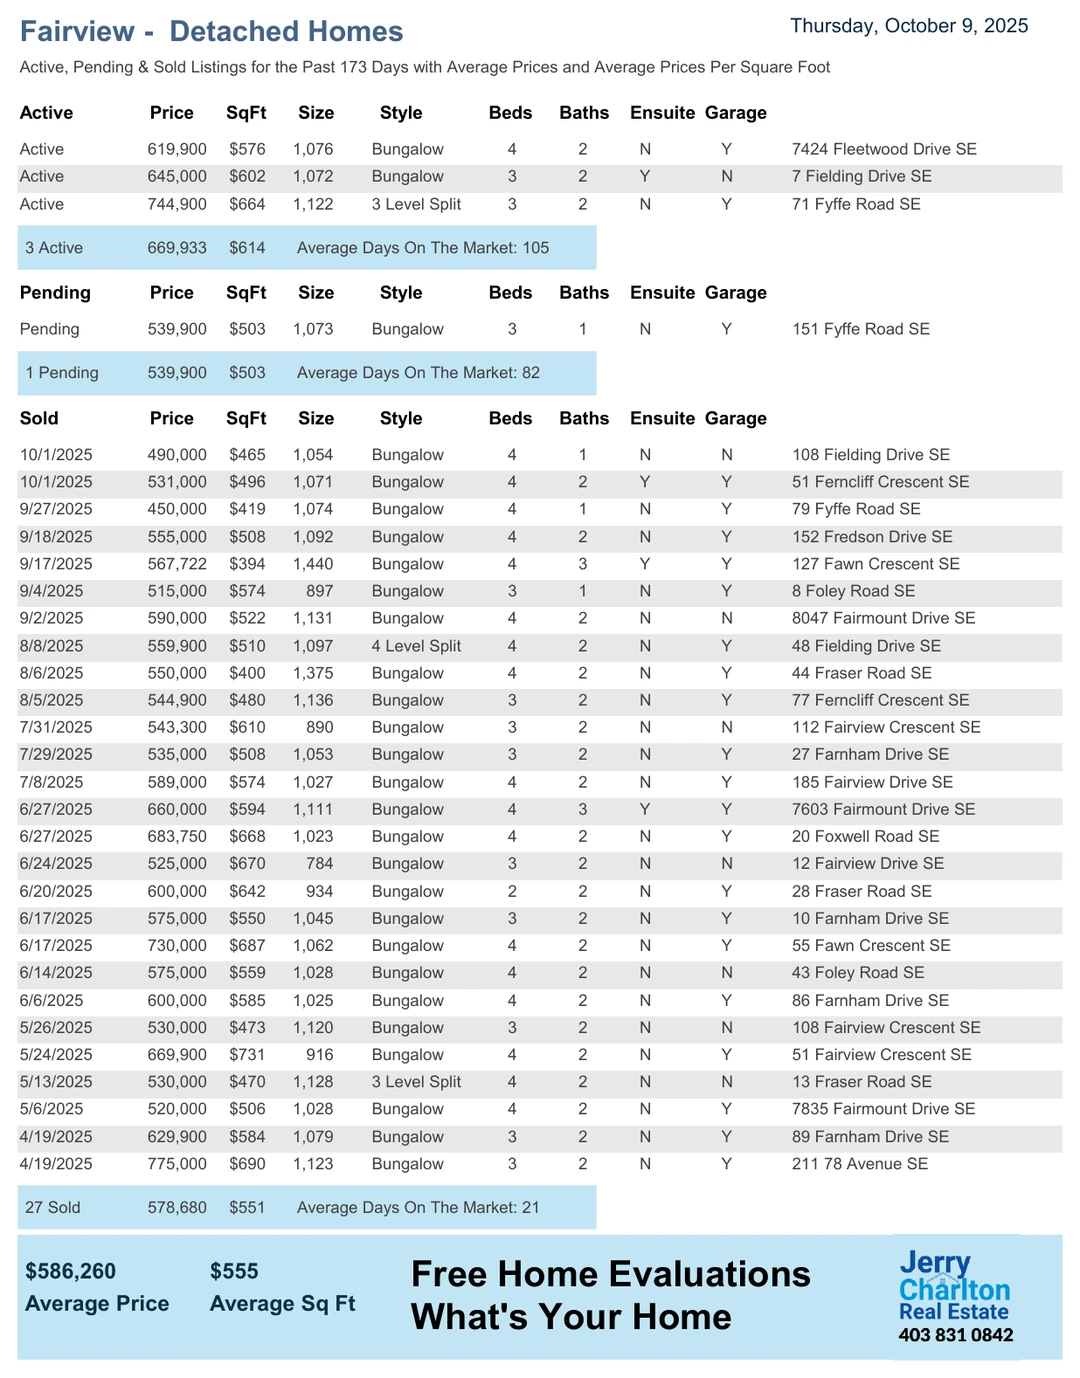 Fairview - Detached Homes
Thursday, October 9, 2025
Active, Pending & Sold Listings for the Past 173 Days with Average Prices and Average Prices Per Square Foot
Active Price SqFt Size Style Beds Baths Ensuite Garage
Active 619,900 $576 1,076 Bungalow 4 2 N Y 7424 Fleetwood Drive SE
Active 645,000 $602 1,072 Bungalow 3 2 Y N 7 Fielding Drive SE
Active 744,900 $664 1,122 3 Level Split 3 2 N Y 71 Fyffe Road SE
3 Active 669,933 $614 Average Days On The Market: 105
Pending Price SqFt Size Style Beds Baths Ensuite Garage
Pending 539,900 $503 1,073 Bungalow 3 1 N Y 151 Fyffe Road SE
1 Pending 539,900 $503 Average Days On The Market: 82
Sold Price SqFt Size Style Beds Baths Ensuite Garage
10/1/2025 490,000 $465 1,054 Bungalow 4 1 N N 108 Fielding Drive SE
10/1/2025 531,000 $496 1,071 Bungalow 4 2 Y Y 51 Ferncliff Crescent SE
9/27/2025 450,000 $419 1,074 Bungalow 4 1 N Y 79 Fyffe Road SE
9/18/2025 555,000 $508 1,092 Bungalow 4 2 N Y 152 Fredson Drive SE
9/17/2025 567,722 $394 1,440 Bungalow 4 3 Y Y 127 Fawn Crescent SE
9/4/2025 515,000 $574 897 Bungalow 3 1 N Y 8 Foley Road SE
9/2/2025 590,000 $522 1,131 Bungalow 4 2 N N 8047 Fairmount Drive SE
8/8/2025 559,900 $510 1,097 4 Level Split 4 2 N Y 48 Fielding Drive SE
8/6/2025 550,000 $400 1,375 Bungalow 4 2 N Y 44 Fraser Road SE
8/5/2025 544,900 $480 1,136 Bungalow 3 2 N Y 77 Ferncliff Crescent SE
7/31/2025 543,300 $610 890 Bungalow 3 2 N N 112 Fairview Crescent SE
7/29/2025 535,000 $508 1,053 Bungalow 3 2 N Y 27 Farnham Drive SE
7/8/2025 589,000 $574 1,027 Bungalow 4 2 N Y 185 Fairview Drive SE
6/27/2025 660,000 $594 1,111 Bungalow 4 3 Y Y 7603 Fairmount Drive SE
6/27/2025 683,750 $668 1,023 Bungalow 4 2 N Y 20 Foxwell Road SE
6/24/2025 525,000 $670 784 Bungalow 3 2 N N 12 Fairview Drive SE
6/20/2025 600,000 $642 934 Bungalow 2 2 N Y 28 Fraser Road SE
6/17/2025 575,000 $550 1,045 Bungalow 3 2 N Y 10 Farnham Drive SE
6/17/2025 730,000 $687 1,062 Bungalow 4 2 N Y 55 Fawn Crescent SE
6/14/2025 575,000 $559 1,028 Bungalow 4 2 N N 43 Foley Road SE
6/6/2025 600,000 $585 1,025 Bungalow 4 2 N Y 86 Farnham Drive SE
5/26/2025 530,000 $473 1,120 Bungalow 3 2 N N 108 Fairview Crescent SE
5/24/2025 669,900 $731 916 Bungalow 4 2 N Y 51 Fairview Crescent SE
5/13/2025 530,000 $470 1,128 3 Level Split 4 2 N N 13 Fraser Road SE
5/6/2025 520,000 $506 1,028 Bungalow 4 2 N Y 7835 Fairmount Drive SE
4/19/2025 629,900 $584 1,079 Bungalow 3 2 N Y 89 Farnham Drive SE
4/19/2025 775,000 $690 1,123 Bungalow 3 2 N Y 211 78 Avenue SE
27 Sold 578,680 $551 Average Days On The Market: 21
$586,260 $555
Average Price Average Sq Ft
Free Home Evaluations
What's Your Home
Jerry
Charlton
Real Estate
403 831 0842